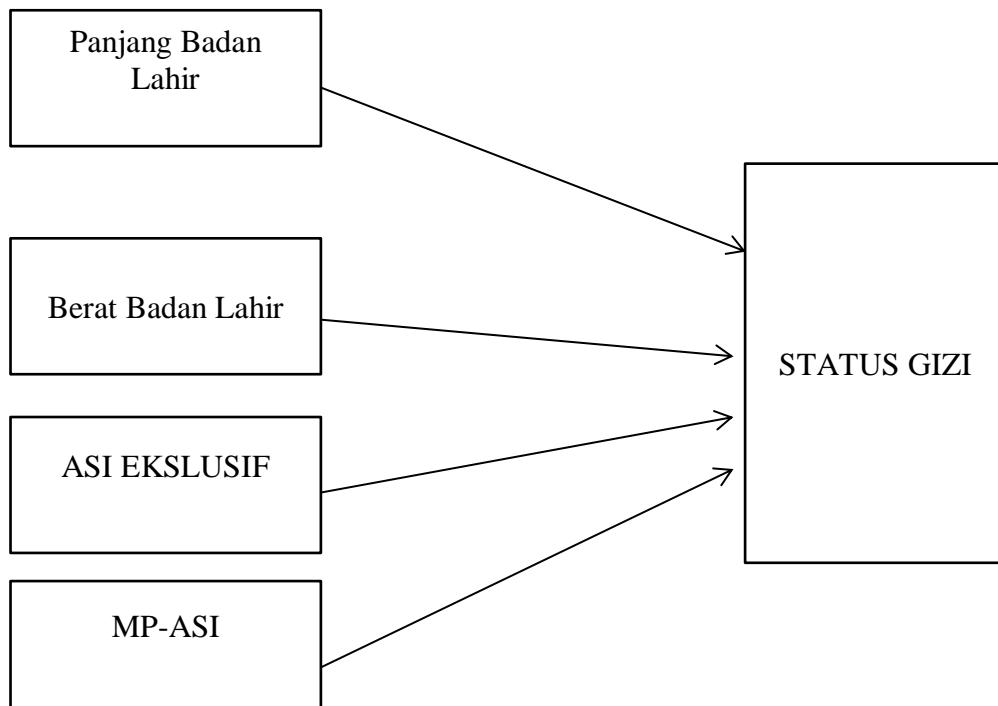 Panjang Badan
Lahir
Berat Badan Lahir
STATUS GIZI
ASI EKSLUSIF
MP-ASI